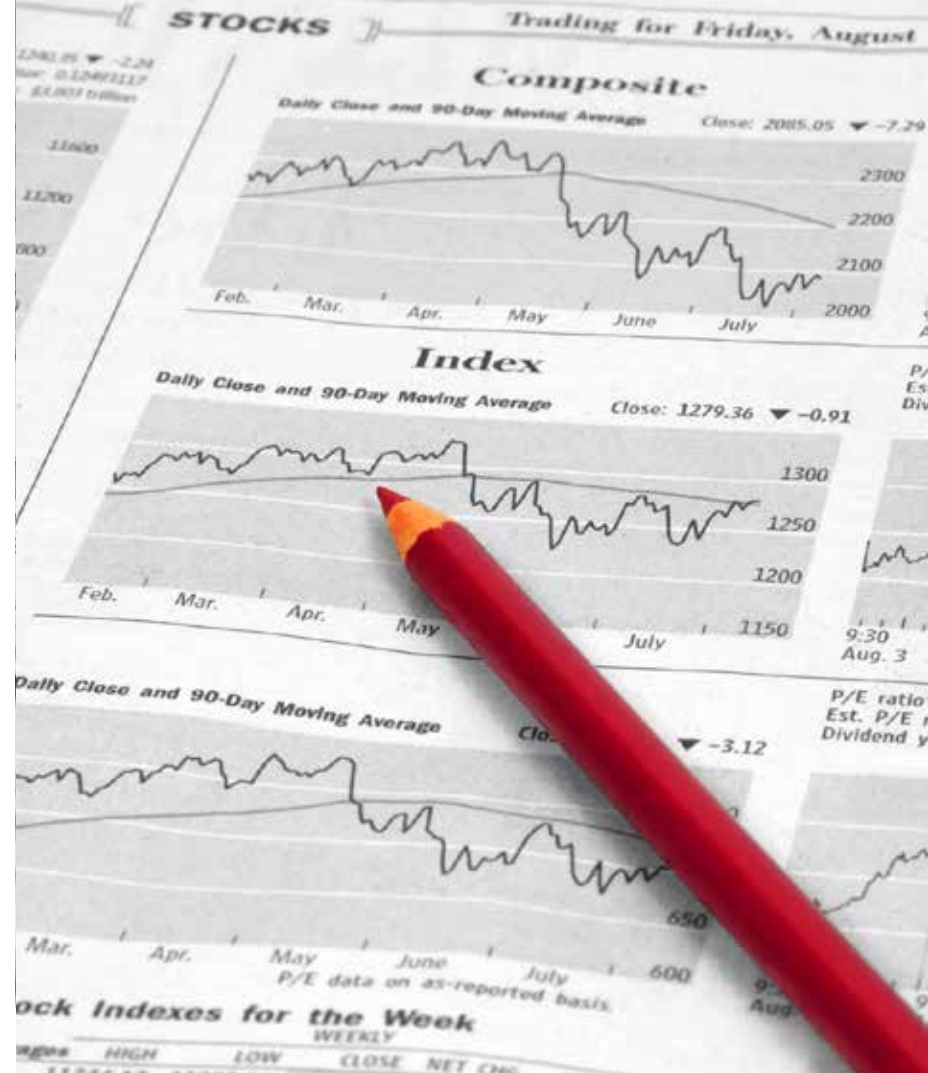 STOCKS
Trading for Friday, August
▼ -2.24
trillion
11600
11200
Composite
Daily Close and 90-Day Moving Average Close: 2085.05 ▼ -7.29
2300
2200
2100
2000
Feb. Mar. Apr. May June July
Index
Daily Close and 90-Day Moving Average Close: 1279.36 ▼ -0.91
1300
1250
1200
1150
Feb. Mar. Apr. May July
9:30
Aug. 3
Daily Close and 90-Day Moving Average ▼ -3.12
P/E ratio
Est. P/E
Dividend
650
600
Mar. Apr. May June July
P/E data on as-reported basis.
Indexes for the Week
WEEKLY
HIGH LOW CLOSE NET CHG